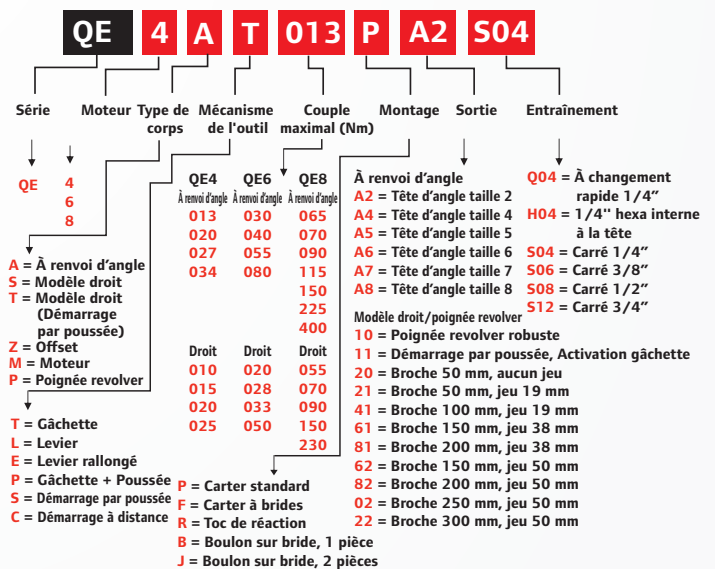 QE 4 A T 013 P A2 S04
Série
Moteur
Type de
corps
Mécanisme
de l'outil
Couple
maximal (Nm)
Montage
Sortie
Entraînement
QE
4
6
8
A = À renvoi d'angle
S = Modèle droit
T = Modèle droit
(Démarrage
par poussée)
Z = Offset
M = Moteur
P = Poignée revolver
T = Gâchette
L = Levier
E = Levier rallongé
P = Gâchette + Poussée
S = Démarrage par poussée
C = Démarrage à distance
QE4 QE6 QE8
À renvoi d'angle À renvoi d'angle À renvoi d'angle
013 030 065
020 040 070
027 055 090
034 080 115
150
225
400
Droit Droit Droit
010 020 055
015 028 070
020 033 090
025 050 150
230
P = Carter standard
F = Carter à brides
R = Toc de réaction
B = Boulon sur bride, 1 pièce
J = Boulon sur bride, 2 pièces
À renvoi d'angle
A2 = Tête d'angle taille 2
A4 = Tête d'angle taille 4
A5 = Tête d'angle taille 5
A6 = Tête d'angle taille 6
A7 = Tête d'angle taille 7
A8 = Tête d'angle taille 8
Modèle droit/poignée revolver
10 = Poignée revolver robuste
11 = Démarrage par poussée, Activation gâchette
20 = Broche 50 mm, aucun jeu
21 = Broche 50 mm, jeu 19 mm
41 = Broche 100 mm, jeu 19 mm
61 = Broche 150 mm, jeu 38 mm
81 = Broche 200 mm, jeu 38 mm
62 = Broche 150 mm, jeu 50 mm
82 = Broche 200 mm, jeu 50 mm
02 = Broche 250 mm, jeu 50 mm
22 = Broche 300 mm, jeu 50 mm
Q04 = À changement
rapide 1/4"
H04 = 1/4'' hexa interne
à la tête
S04 = Carré 1/4"
S06 = Carré 3/8"
S08 = Carré 1/2"
S12 = Carré 3/4"